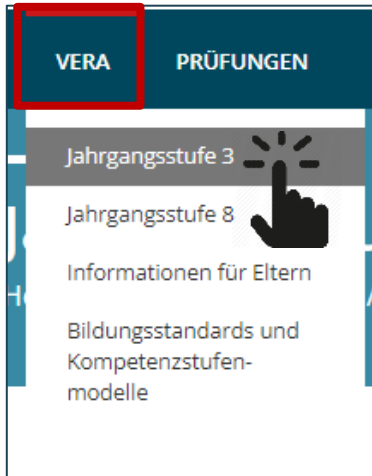 VERA PRÜFUNGEN
Jahrgangsstufe 3
Jahrgangsstufe 8
Informationen für Eltern
Bildungsstandards und
Kompetenzstufen-
modelle